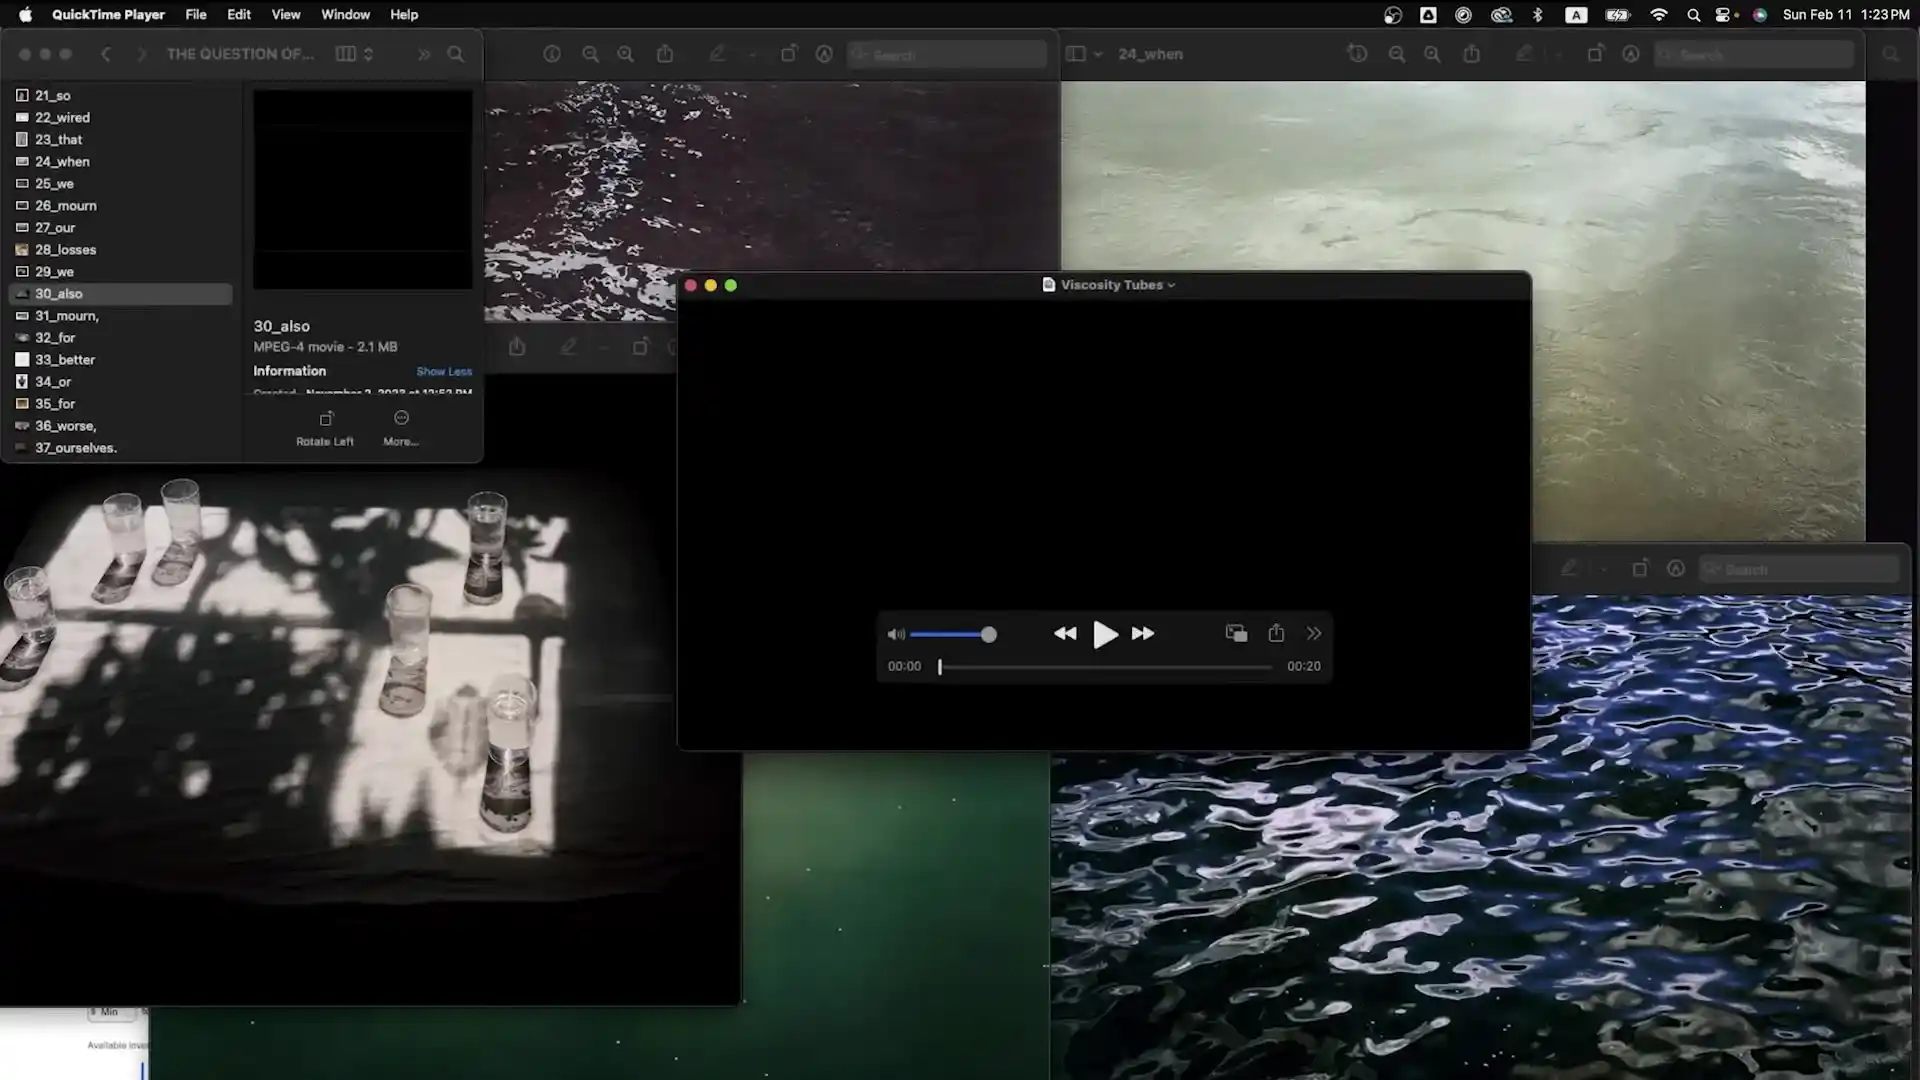 QuickTime Player File Edit View Window Help
A
Sun Feb 11 1:23 PM
THE QUESTION OF...
Search
24_when
Search
21_so
22_wired
23_that
24_when
25_we
26_mourn
27_our
28_losses
29_we
30_also
31_mourn,
32_for
33_better
34_or
35_for
36_worse,
37_ourselves.
30_also
MPEG-4 movie - 2.1 MB
Information Show Less
Rotate Left More...
Viscosity Tubes
00:00 00:20
Search
Min
Available